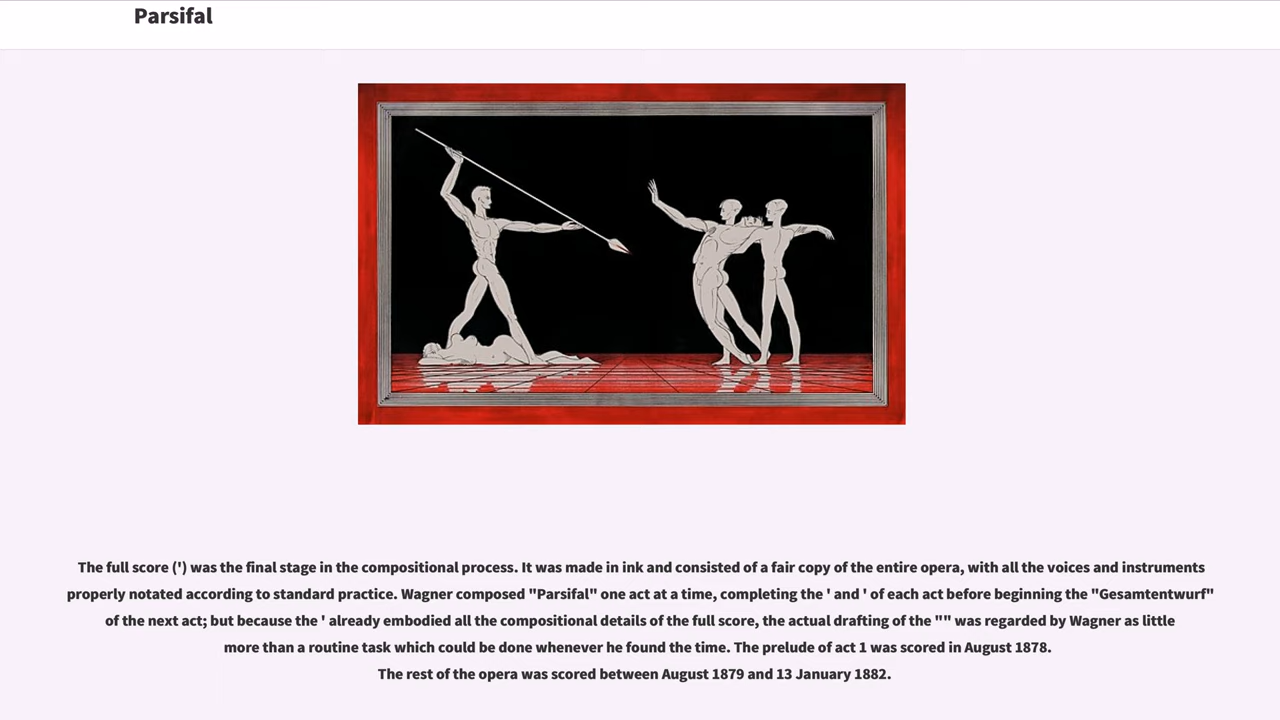 Parsifal
The full score (') was the final stage in the compositional process. It was made in ink and consisted of a fair copy of the entire opera, with all the voices and instruments
properly notated according to standard practice. Wagner composed "Parsifal" one act at a time, completing the ' and ' of each act before beginning the "Gesamtentwurf"
of the next act; but because the ' already embodied all the compositional details of the full score, the actual drafting of the "" was regarded by Wagner as little
more than a routine task which could be done whenever he found the time. The prelude of act 1 was scored in August 1878.
The rest of the opera was scored between August 1879 and 13 January 1882.